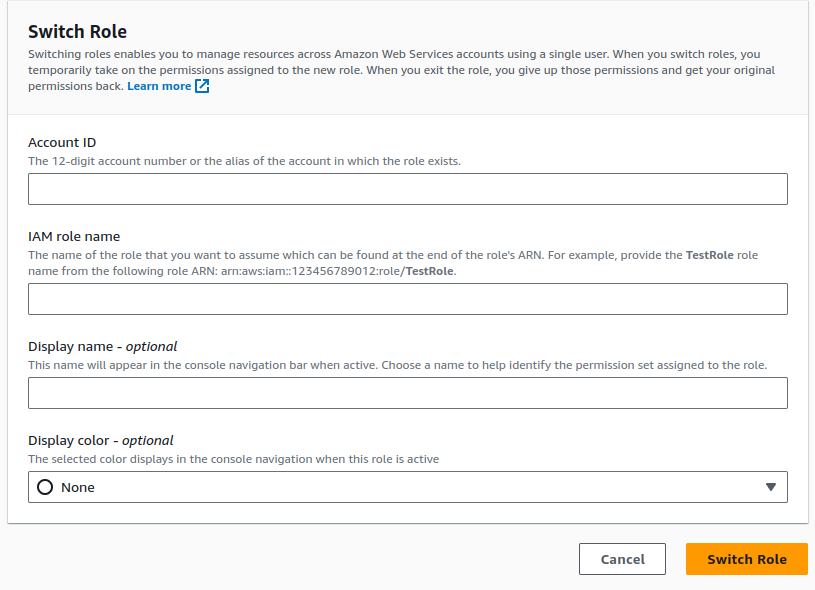 Switch Role
Switching roles enables you to manage resources across Amazon Web Services accounts using a single user. When you switch roles, you
temporarily take on the permissions assigned to the new role. When you exit the role, you give up those permissions and get your original
permissions back. Learn more
Account ID
The 12-digit account number or the alias of the account in which the role exists.
IAM role name
The name of the role that you want to assume which can be found at the end of the role's ARN. For example, provide the TestRole role
name from the following role ARN: arn:aws:iam::123456789012:role/TestRole.
Display name - optional
This name will appear in the console navigation bar when active. Choose a name to help identify the permission set assigned to the role.
Display color - optional
The selected color displays in the console navigation when this role is active
None
Cancel
Switch Role